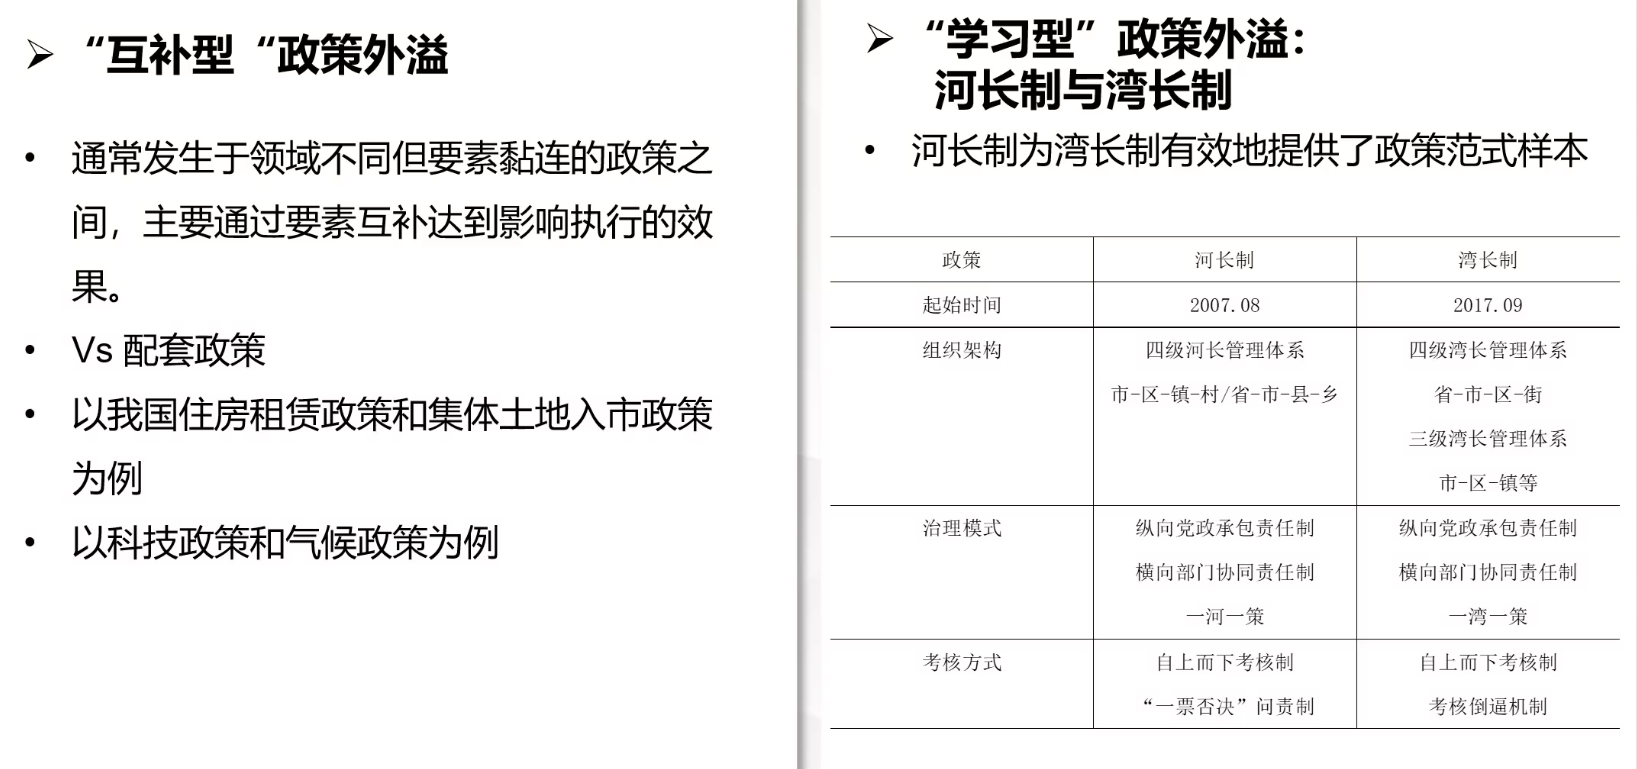 ➢ “互补型“政策外溢
• 通常发生于领域不同但要素黏连的政策之
间，主要通过要素互补达到影响执行的效
果。
• Vs 配套政策
• 以我国住房租赁政策和集体土地入市政策
为例
• 以科技政策和气候政策为例
➢ “学习型”政策外溢：
河长制与湾长制
• 河长制为湾长制有效地提供了政策范式样本
政策 河长制 湾长制
起始时间 2007.08 2017.09
组织架构 四级河长管理体系 四级湾长管理体系
市-区-镇-村/省-市-县-乡 省-市-区-街
三级湾长管理体系
市-区-镇等
治理模式 纵向党政承包责任制 纵向党政承包责任制
横向部门协同责任制 横向部门协同责任制
一河一策 一湾一策
考核方式 自上而下考核制 自上而下考核制
“一票否决”问责制 考核倒逼机制